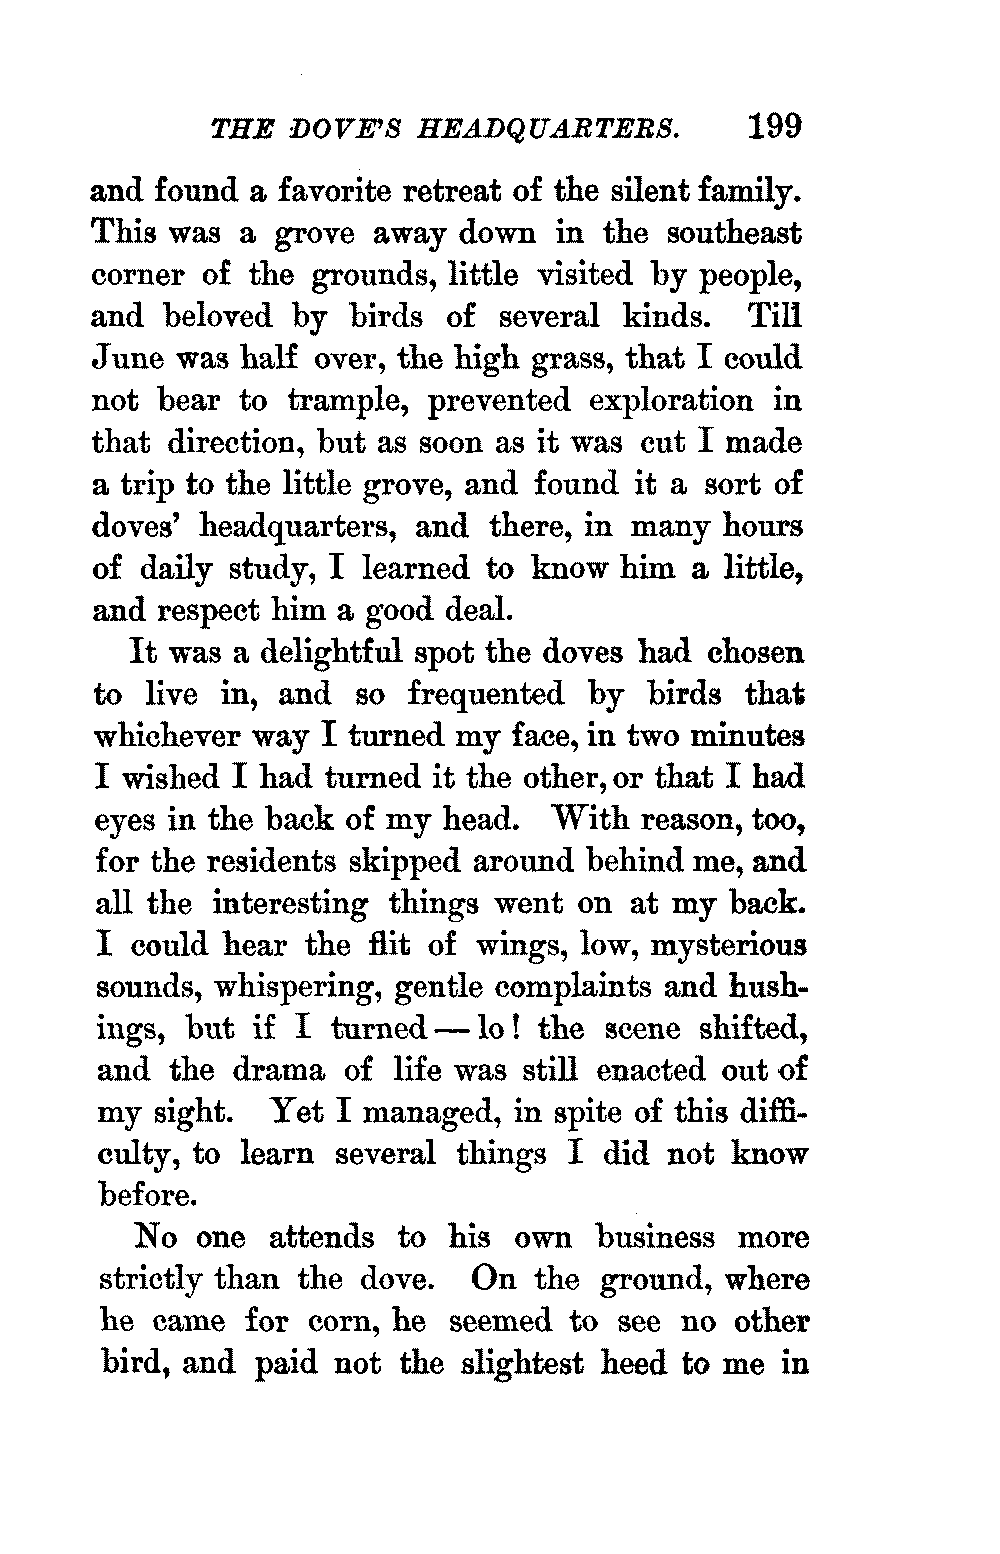 THE DOVE'S HEADQUARTERS. 199
and found a favorite retreat of the silent family.
This was a grove away down in the southeast
corner of the grounds, little visited by people,
and beloved by birds of several kinds. Till
June was half over, the high grass, that I could
not bear to trample, prevented exploration in
that direction, but as soon as it was cut I made
a trip to the little grove, and found it a sort of
doves' headquarters, and there, in many hours
of daily study, I learned to know him a little,
and respect him a good deal.
It was a delightful spot the doves had chosen
to live in, and so frequented by birds that
whichever way I turned my face, in two minutes
I wished I had turned it the other, or that I had
eyes in the back of my head. With reason, too,
for the residents skipped around behind me, and
all the interesting things went on at my back.
I could hear the flit of wings, low, mysterious
sounds, whispering, gentle complaints and hush-
ings, but if I turned — lo! the scene shifted,
and the drama of life was still enacted out of
my sight. Yet I managed, in spite of this diffi-
culty, to learn several things I did not know
before.
No one attends to his own business more
strictly than the dove. On the ground, where
he came for corn, he seemed to see no other
bird, and paid not the slightest heed to me in